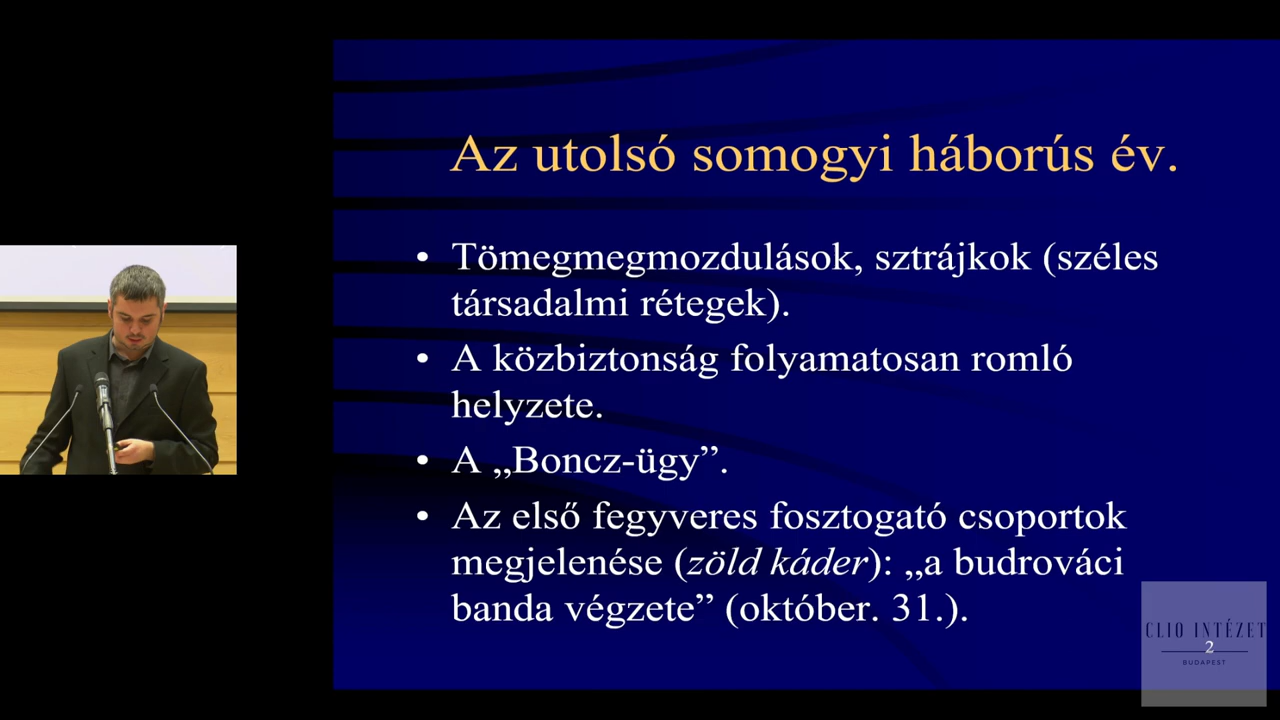 Az utolsó somogyi háborús év.
• Tömegmegmozdulások, sztrájkok (széles
társadalmi rétegek).
• A közbiztonság folyamatosan romló
helyzete.
• A „Boncz-ügy”.
• Az első fegyveres fosztogató csoportok
megjelenése (zöld káder): „a budrováci
banda végzete” (október. 31.).
CLIO INTÉZET
2
BUDAPEST